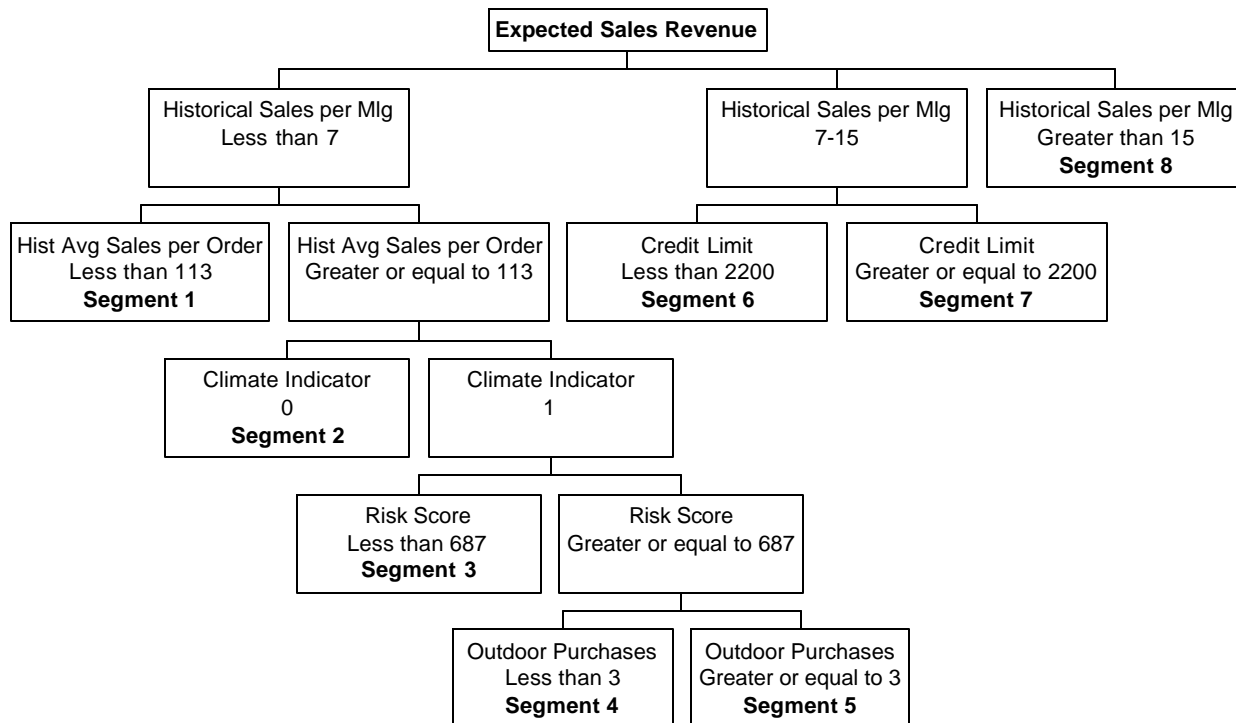 Expected Sales Revenue
Historical Sales per Mlg
Less than 7
Historical Sales per Mlg
7-15
Historical Sales per Mlg
Greater than 15
Segment 8
Hist Avg Sales per Order
Less than 113
Segment 1
Hist Avg Sales per Order
Greater or equal to 113
Credit Limit
Less than 2200
Segment 6
Credit Limit
Greater or equal to 2200
Segment 7
Climate Indicator
0
Segment 2
Climate Indicator
1
Risk Score
Less than 687
Segment 3
Risk Score
Greater or equal to 687
Outdoor Purchases
Less than 3
Segment 4
Outdoor Purchases
Greater or equal to 3
Segment 5